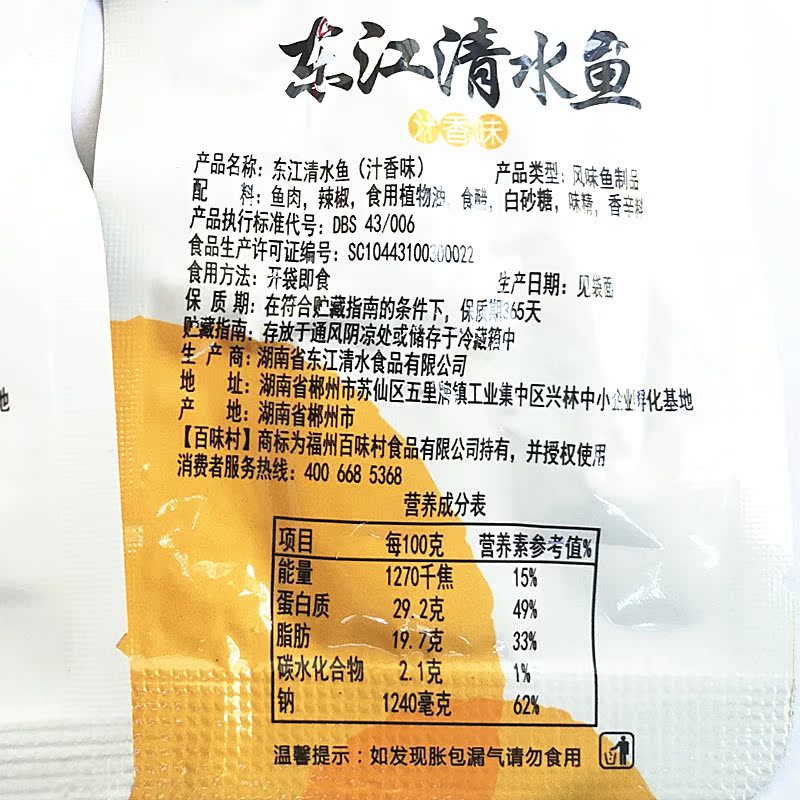 东江清水鱼
汁香味
产品名称：东江清水鱼（汁香味） 产品类型：风味鱼制品
配 料：鱼肉，辣椒，食用植物油，食醋，白砂糖，味精，香辛料
产品执行标准代号：DBS 43/006
食品生产许可证编号：SC10443100300022
食用方法：开袋即食 生产日期：见袋面
保 质 期：在符合贮藏指南的条件下，保质期365天
贮藏指南：存放于通风阴凉处或储存于冷藏箱中
生 产 商：湖南省东江清水食品有限公司
地 址：湖南省郴州市苏仙区五里牌镇工业集中区兴林中小企业孵化基地
产 地：湖南省郴州市
【百味村】商标为福州百味村食品有限公司持有，并授权使用
消费者服务热线：400 668 5368
营养成分表
项目 每100克 营养素参考值%
能量 1270千焦 15%
蛋白质 29.2克 49%
脂肪 19.7克 33%
碳水化合物 2.1克 1%
钠 1240毫克 62%
温馨提示：如发现胀包漏气请勿食用
地